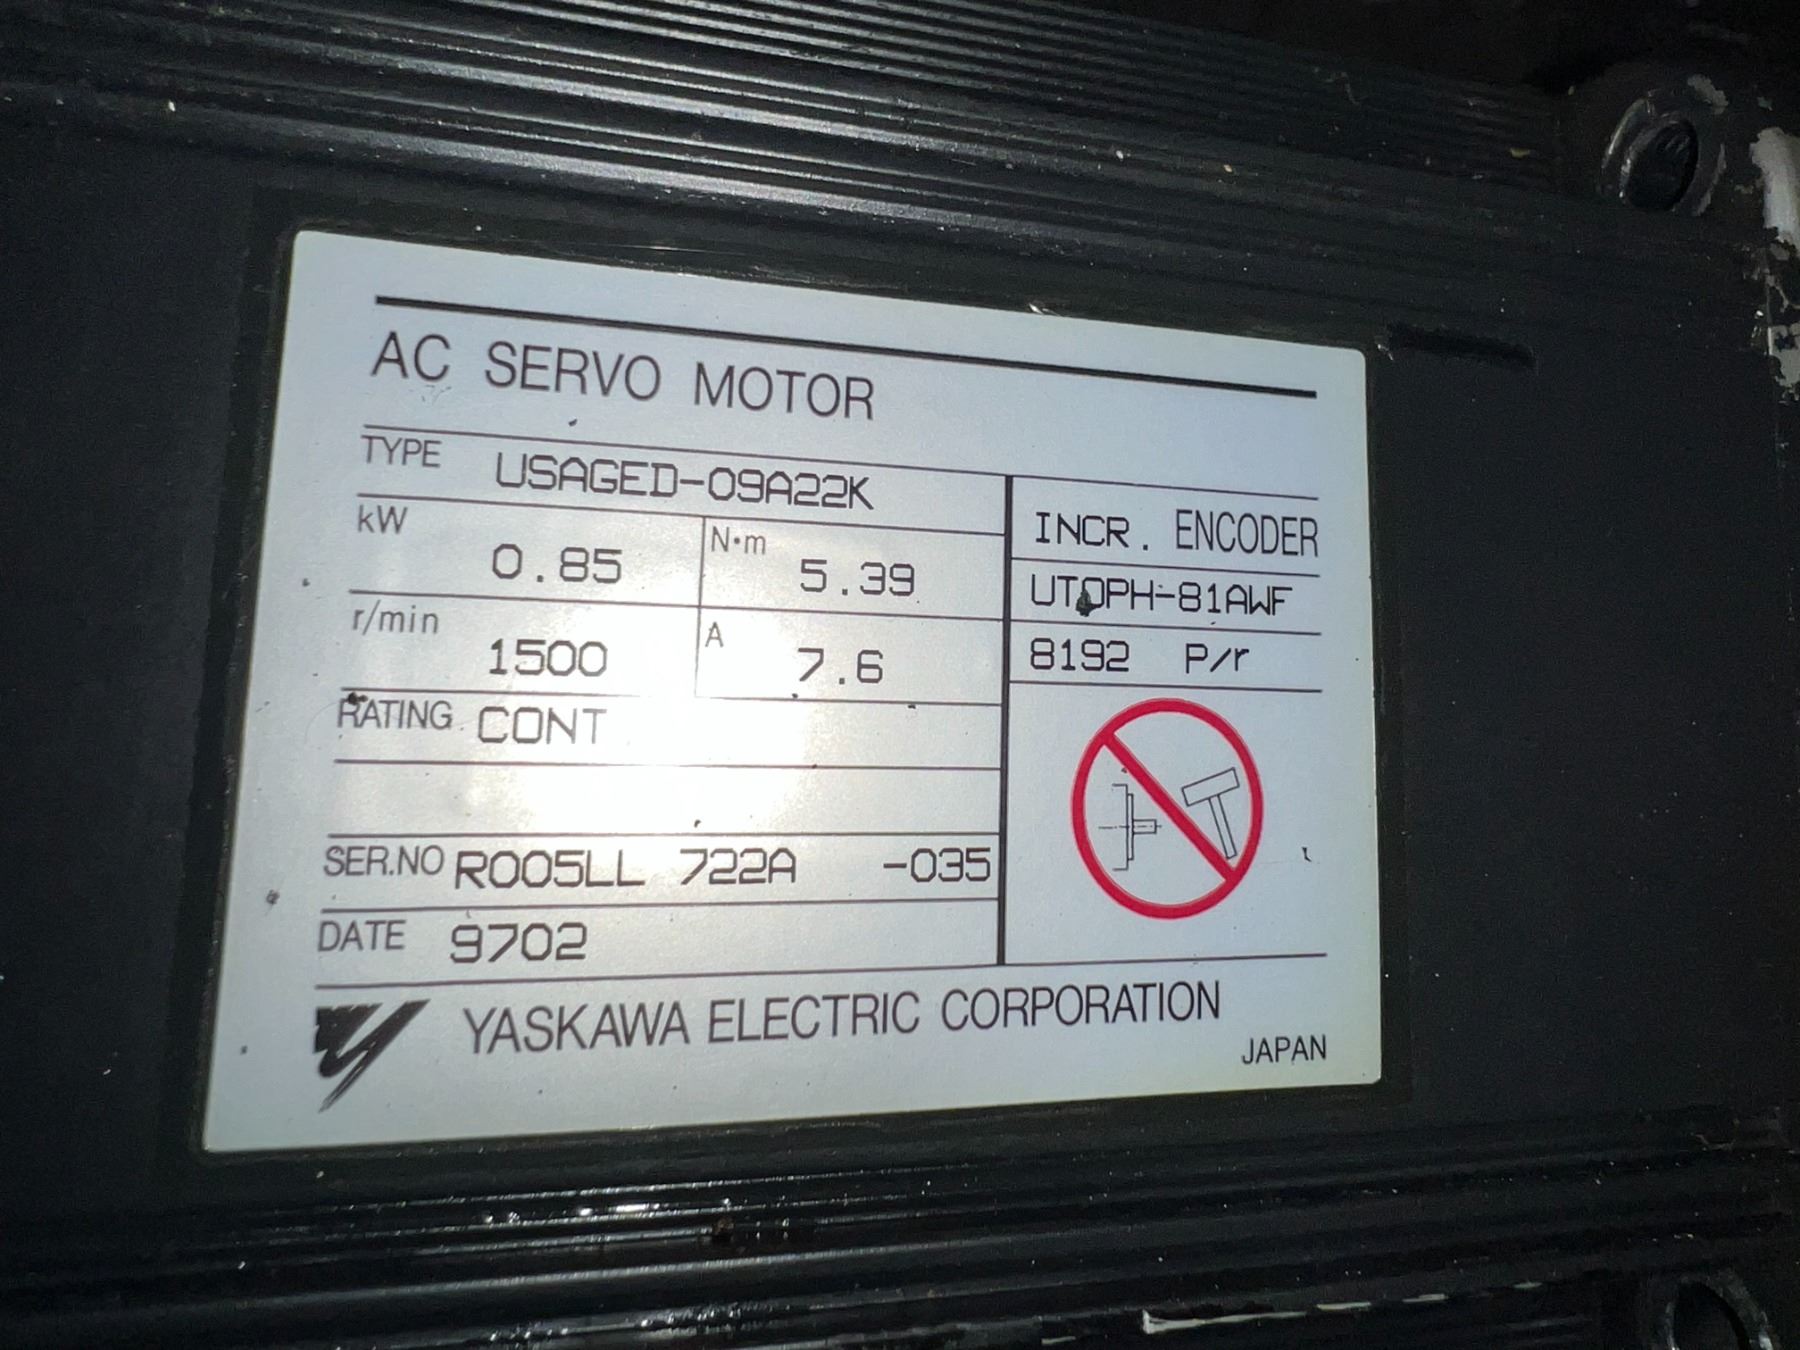 AC SERVO MOTOR
TYPE USAGED-09A22K
kW 0.85 N•m 5.39
r/min 1500 A 7.6
RATING CONT
SER.NO R005LL 722A -035
DATE 9702
INCR. ENCODER
UTOPH-81AWF
8192 P/r
YASKAWA ELECTRIC CORPORATION
JAPAN